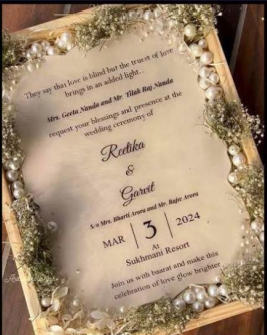 They say that love is blind but the trust of love
brings in an added light..
Mrs. Geeta Nanda and Mr. Tilak Raj Nanda
request your blessings and presence at the
wedding ceremony of
Reetika
&
Garvit
S/o Mrs. Bharti Arora and Mr. Rajiv Arora
MAR | 3 | 2024
At
Sukhmani Resort
Join us with baarat and make this
celebration of love glow brighter